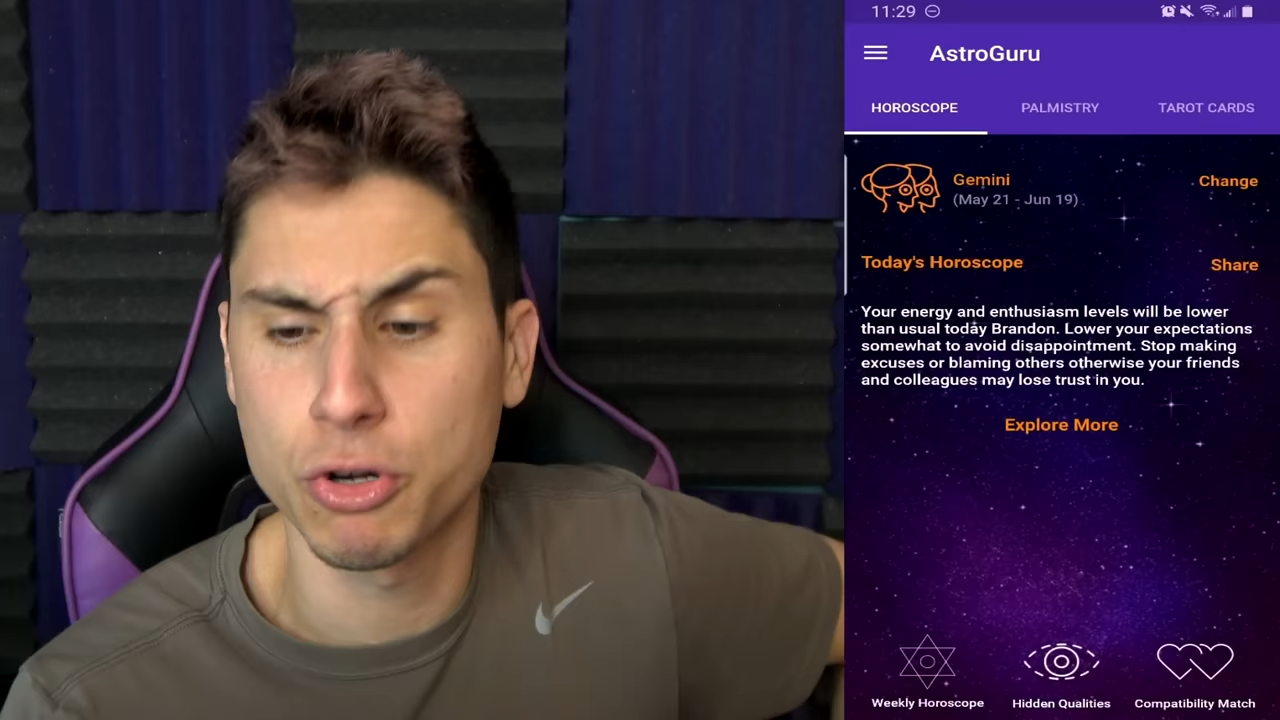 11:29
AstroGuru
HOROSCOPE PALMISTRY TAROT CARDS
Gemini
Change
(May 21 - Jun 19)
Today's Horoscope
Share
Your energy and enthusiasm levels will be lower
than usual today Brandon. Lower your expectations
somewhat to avoid disappointment. Stop making
excuses or blaming others otherwise your friends
and colleagues may lose trust in you.
Explore More
Weekly Horoscope Hidden Qualities Compatibility Match